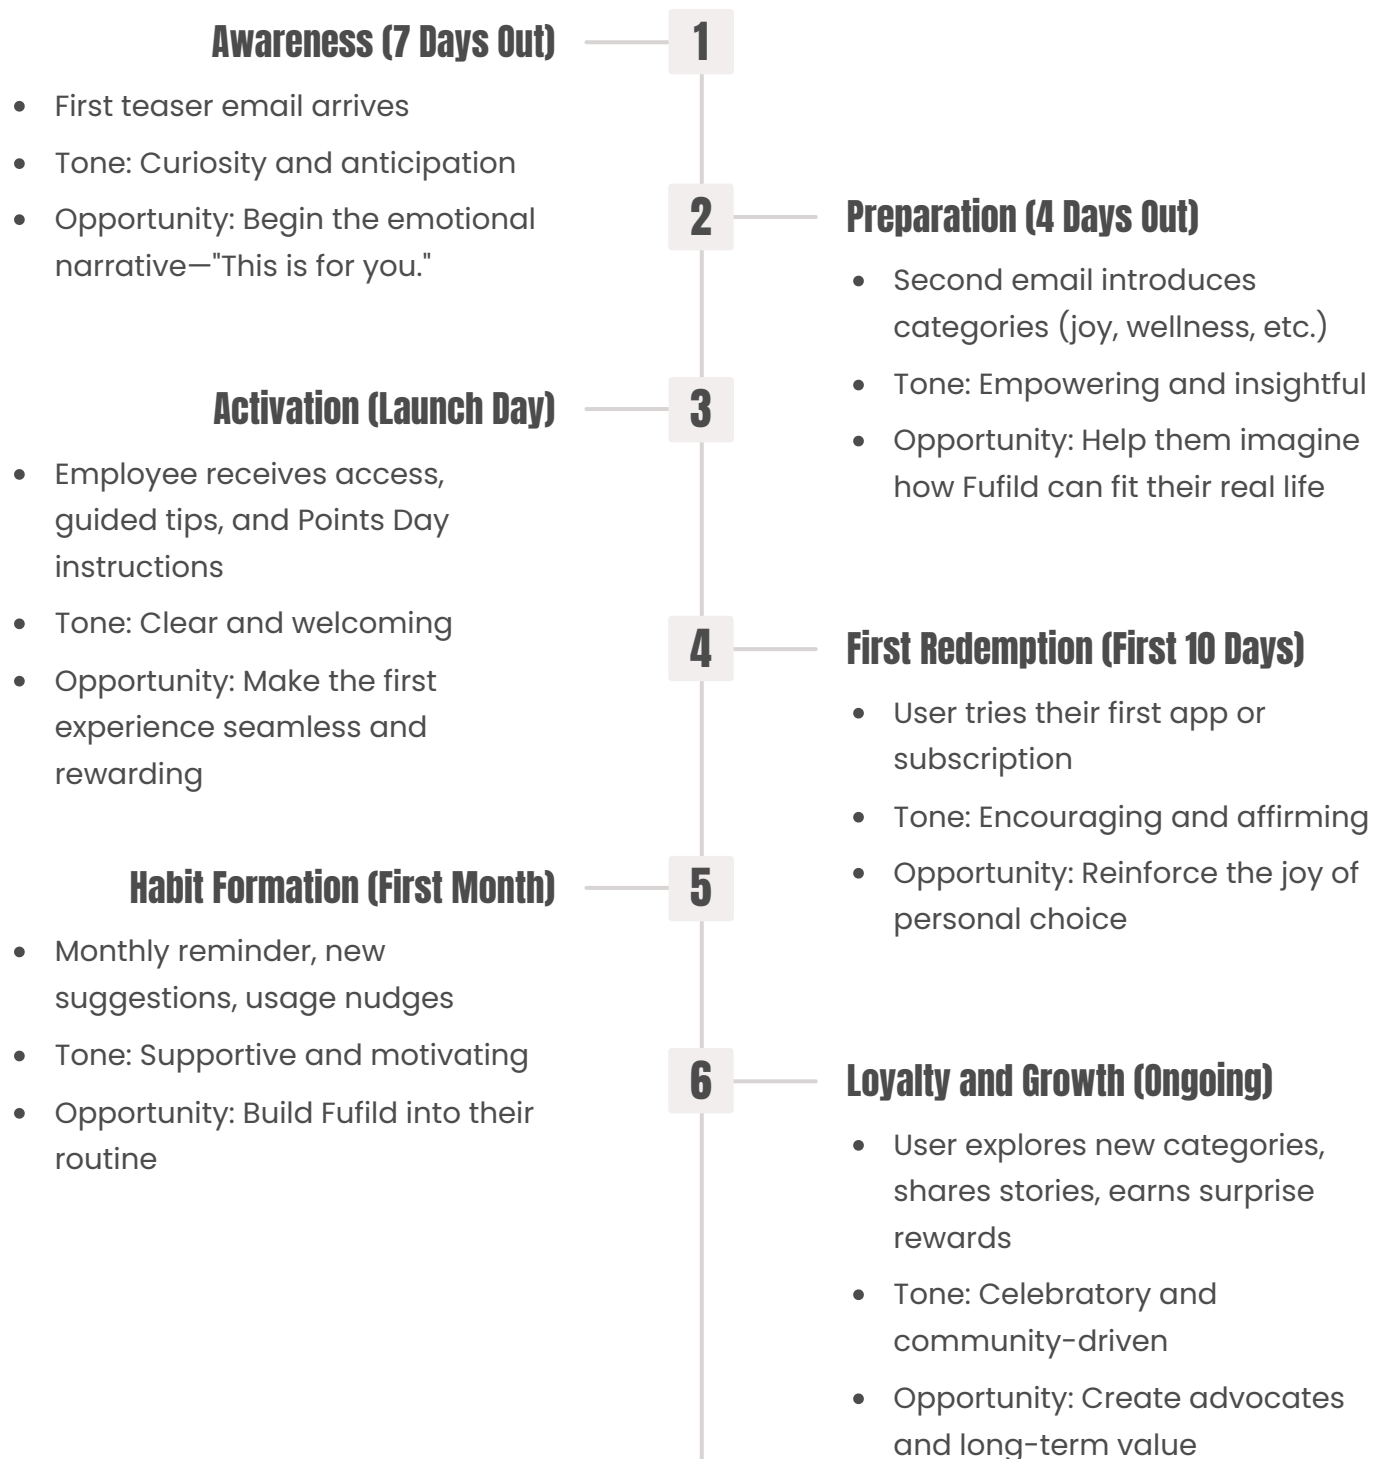 Awareness (7 Days Out)
1
• First teaser email arrives
• Tone: Curiosity and anticipation
• Opportunity: Begin the emotional
narrative—"This is for you."
2
Preparation (4 Days Out)
• Second email introduces
categories (joy, wellness, etc.)
• Tone: Empowering and insightful
• Opportunity: Help them imagine
how Fufild can fit their real life
Activation (Launch Day)
3
• Employee receives access,
guided tips, and Points Day
instructions
• Tone: Clear and welcoming
• Opportunity: Make the first
experience seamless and
rewarding
4
First Redemption (First 10 Days)
• User tries their first app or
subscription
• Tone: Encouraging and affirming
• Opportunity: Reinforce the joy of
personal choice
Habit Formation (First Month)
5
• Monthly reminder, new
suggestions, usage nudges
• Tone: Supportive and motivating
• Opportunity: Build Fufild into their
routine
6
Loyalty and Growth (Ongoing)
• User explores new categories,
shares stories, earns surprise
rewards
• Tone: Celebratory and
community-driven
• Opportunity: Create advocates
and long-term value